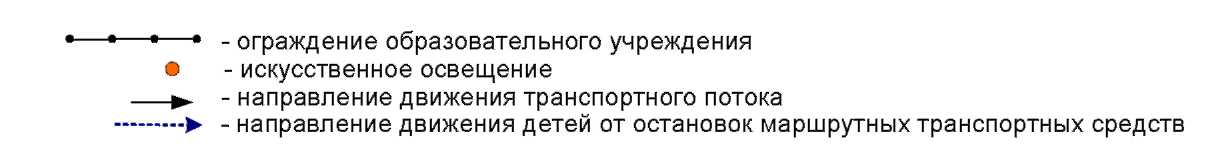 - ограждение образовательного учреждения
- искусственное освещение
- направление движения транспортного потока
- направление движения детей от остановок маршрутных транспортных средств